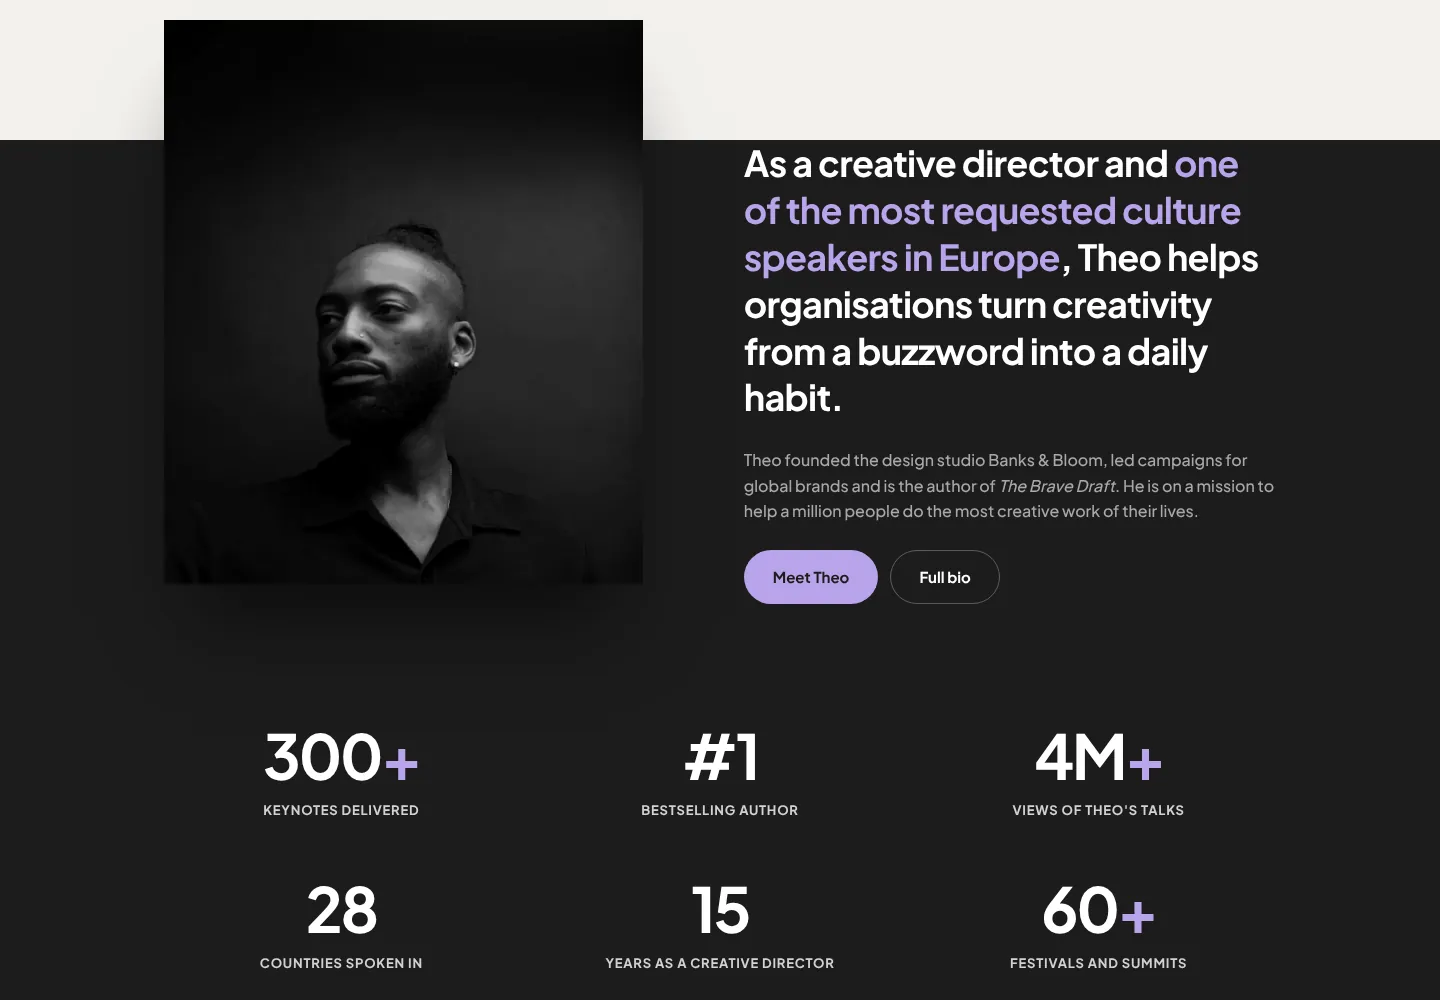 As a creative director and one
of the most requested culture
speakers in Europe, Theo helps
organisations turn creativity
from a buzzword into a daily
habit.
Theo founded the design studio Banks & Bloom, led campaigns for
global brands and is the author of The Brave Draft. He is on a mission to
help a million people do the most creative work of their lives.
Meet Theo
Full bio
300+
KEYNOTES DELIVERED
#1
BESTSELLING AUTHOR
4M+
VIEWS OF THEO'S TALKS
28
COUNTRIES SPOKEN IN
15
YEARS AS A CREATIVE DIRECTOR
60+
FESTIVALS AND SUMMITS